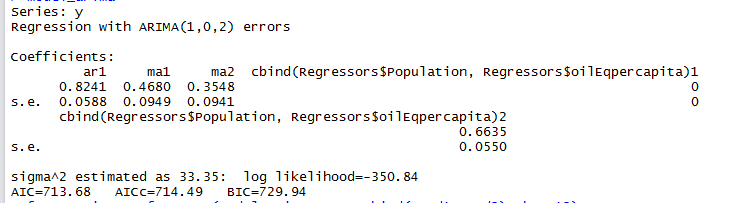 Series: y
Regression with ARIMA(1,0,2) errors
Coefficients:
ar1 ma1 ma2 cbind(Regressors$Population, Regressors$oilEqpercapita)1
0.8241 0.4680 0.3548 0
s.e. 0.0588 0.0949 0.0941 0
cbind(Regressors$Population, Regressors$oilEqpercapita)2
0.6635
s.e. 0.0550
sigma^2 estimated as 33.35: log likelihood=-350.84
AIC=713.68 AICc=714.49 BIC=729.94